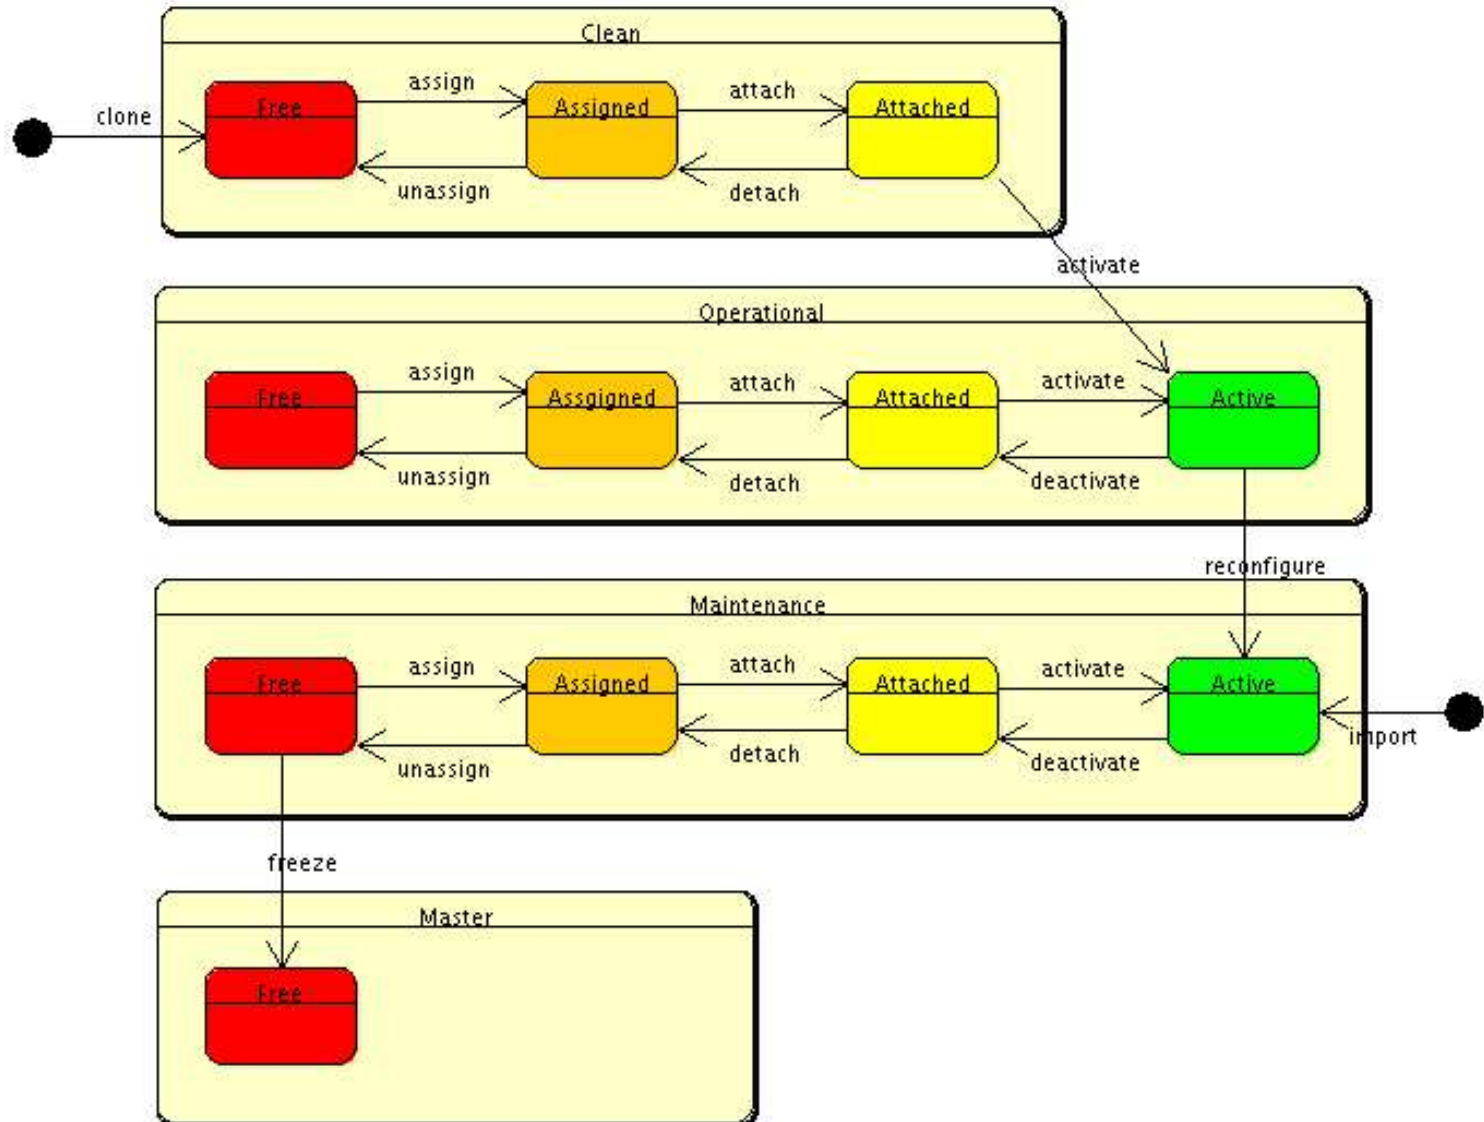 Clean
assign
attach
clone
Free
Assigned
Attached
unassign
detach
activate
Operational
assign
attach
activate
Free
Assgigned
Attached
Active
unassign
detach
deactivate
reconfigure
Maintenance
assign
attach
activate
Free
Assigned
Attached
Active
import
unassign
detach
deactivate
freeze
Master
Free